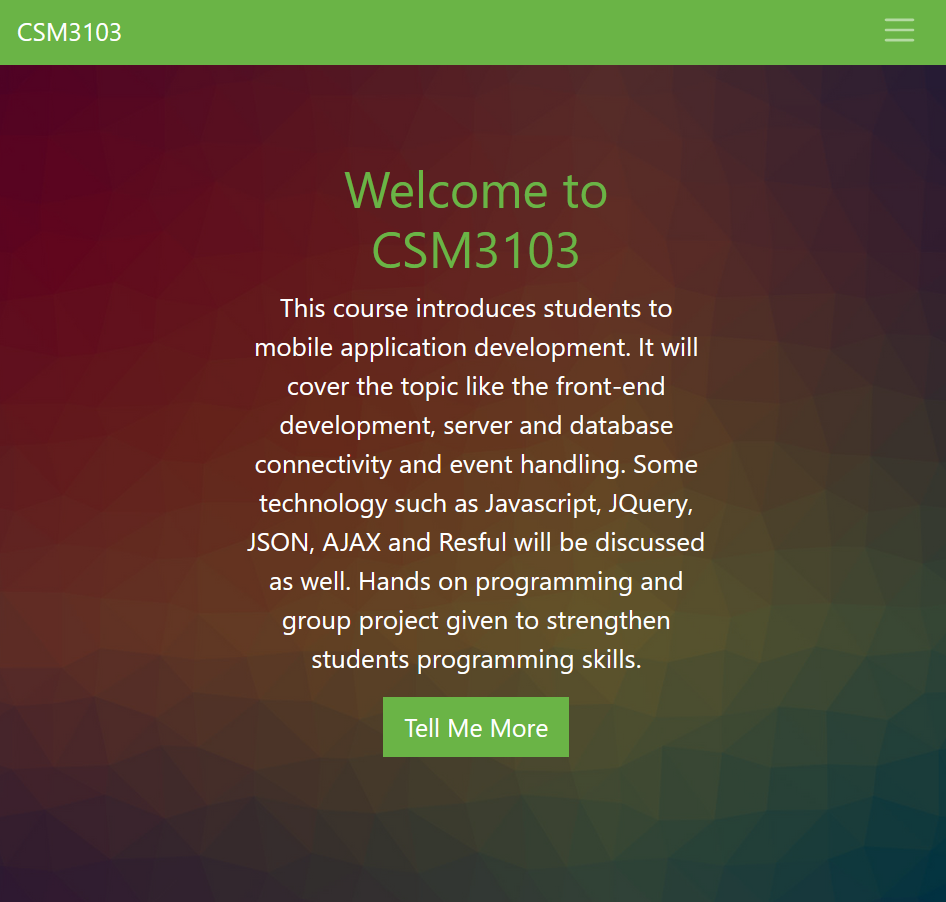 CSM3103
Welcome to
CSM3103
This course introduces students to
mobile application development. It will
cover the topic like the front-end
development, server and database
connectivity and event handling. Some
technology such as Javascript, JQuery,
JSON, AJAX and Resful will be discussed
as well. Hands on programming and
group project given to strengthen
students programming skills.
Tell Me More